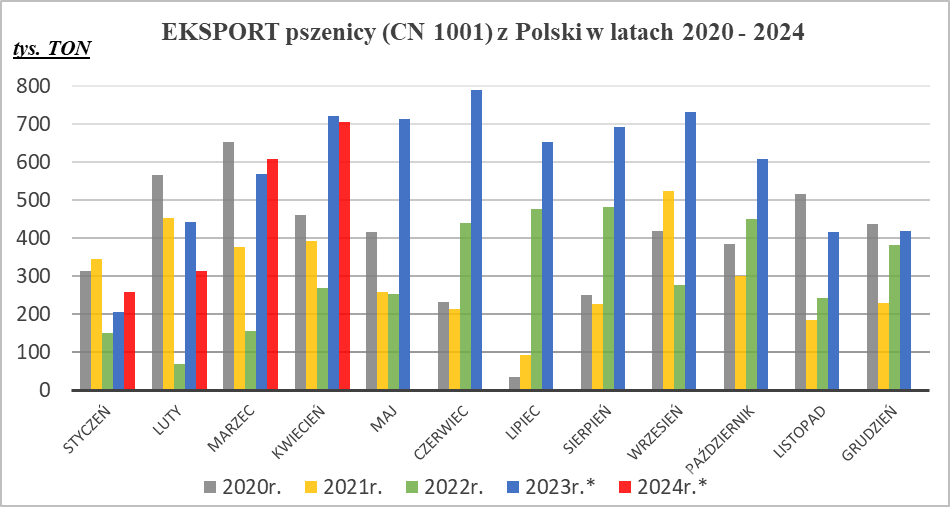 EKSPORT pszenicy (CN 1001) z Polski w latach 2020 - 2024
tys. TON
800
700
600
500
400
300
200
100
0
STYCZEŃ
LUTY
MARZEC
KWIECIEŃ
MAJ
CZERWIEC
LIPIEC
SIERPIEŃ
WRZESIEŃ
PAŹDZIERNIK
LISTOPAD
GRUDZIEŃ
2020r. 2021r. 2022r. 2023r.* 2024r.*